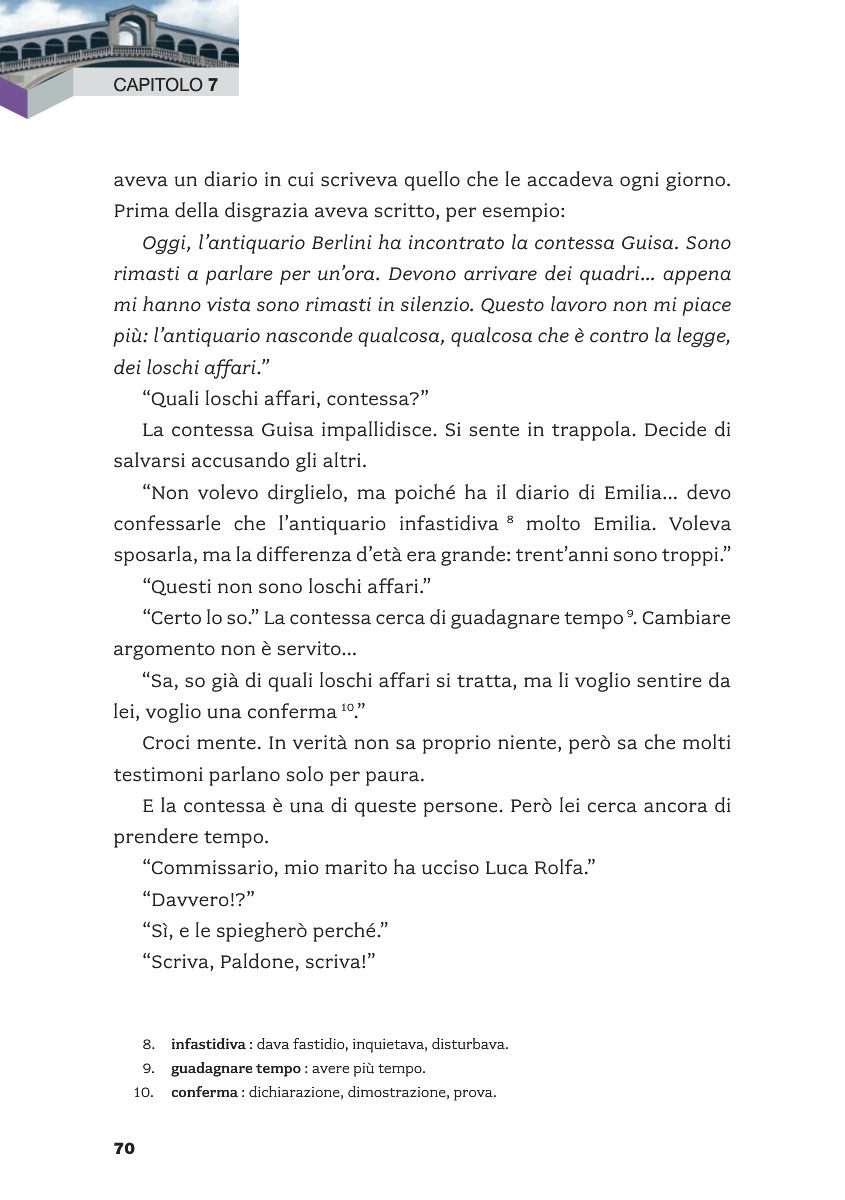 CAPITOLO 7
aveva un diario in cui scriveva quello che le accadeva ogni giorno.
Prima della disgrazia aveva scritto, per esempio:
Oggi, l’antiquario Berlini ha incontrato la contessa Guisa. Sono
rimasti a parlare per un’ora. Devono arrivare dei quadri... appena
mi hanno vista sono rimasti in silenzio. Questo lavoro non mi piace
più: l’antiquario nasconde qualcosa, qualcosa che è contro la legge,
dei loschi affari.”
“Quali loschi affari, contessa?”
La contessa Guisa impallidisce. Si sente in trappola. Decide di
salvarsi accusando gli altri.
“Non volevo dirglielo, ma poiché ha il diario di Emilia... devo
confessarle che l’antiquario infastidiva ⁸ molto Emilia. Voleva
sposarla, ma la differenza d’età era grande: trent’anni sono troppi.”
“Questi non sono loschi affari.”
“Certo lo so.” La contessa cerca di guadagnare tempo ⁹. Cambiare
argomento non è servito...
“Sa, so già di quali loschi affari si tratta, ma li voglio sentire da
lei, voglio una conferma ¹⁰.”
Croci mente. In verità non sa proprio niente, però sa che molti
testimoni parlano solo per paura.
E la contessa è una di queste persone. Però lei cerca ancora di
prendere tempo.
“Commissario, mio marito ha ucciso Luca Rolfa.”
“Davvero!?”
“Sì, e le spiegherò perché.”
“Scriva, Paldone, scriva!”
8. infastidiva : dava fastidio, inquietava, disturbava.
9. guadagnare tempo : avere più tempo.
10. conferma : dichiarazione, dimostrazione, prova.
70